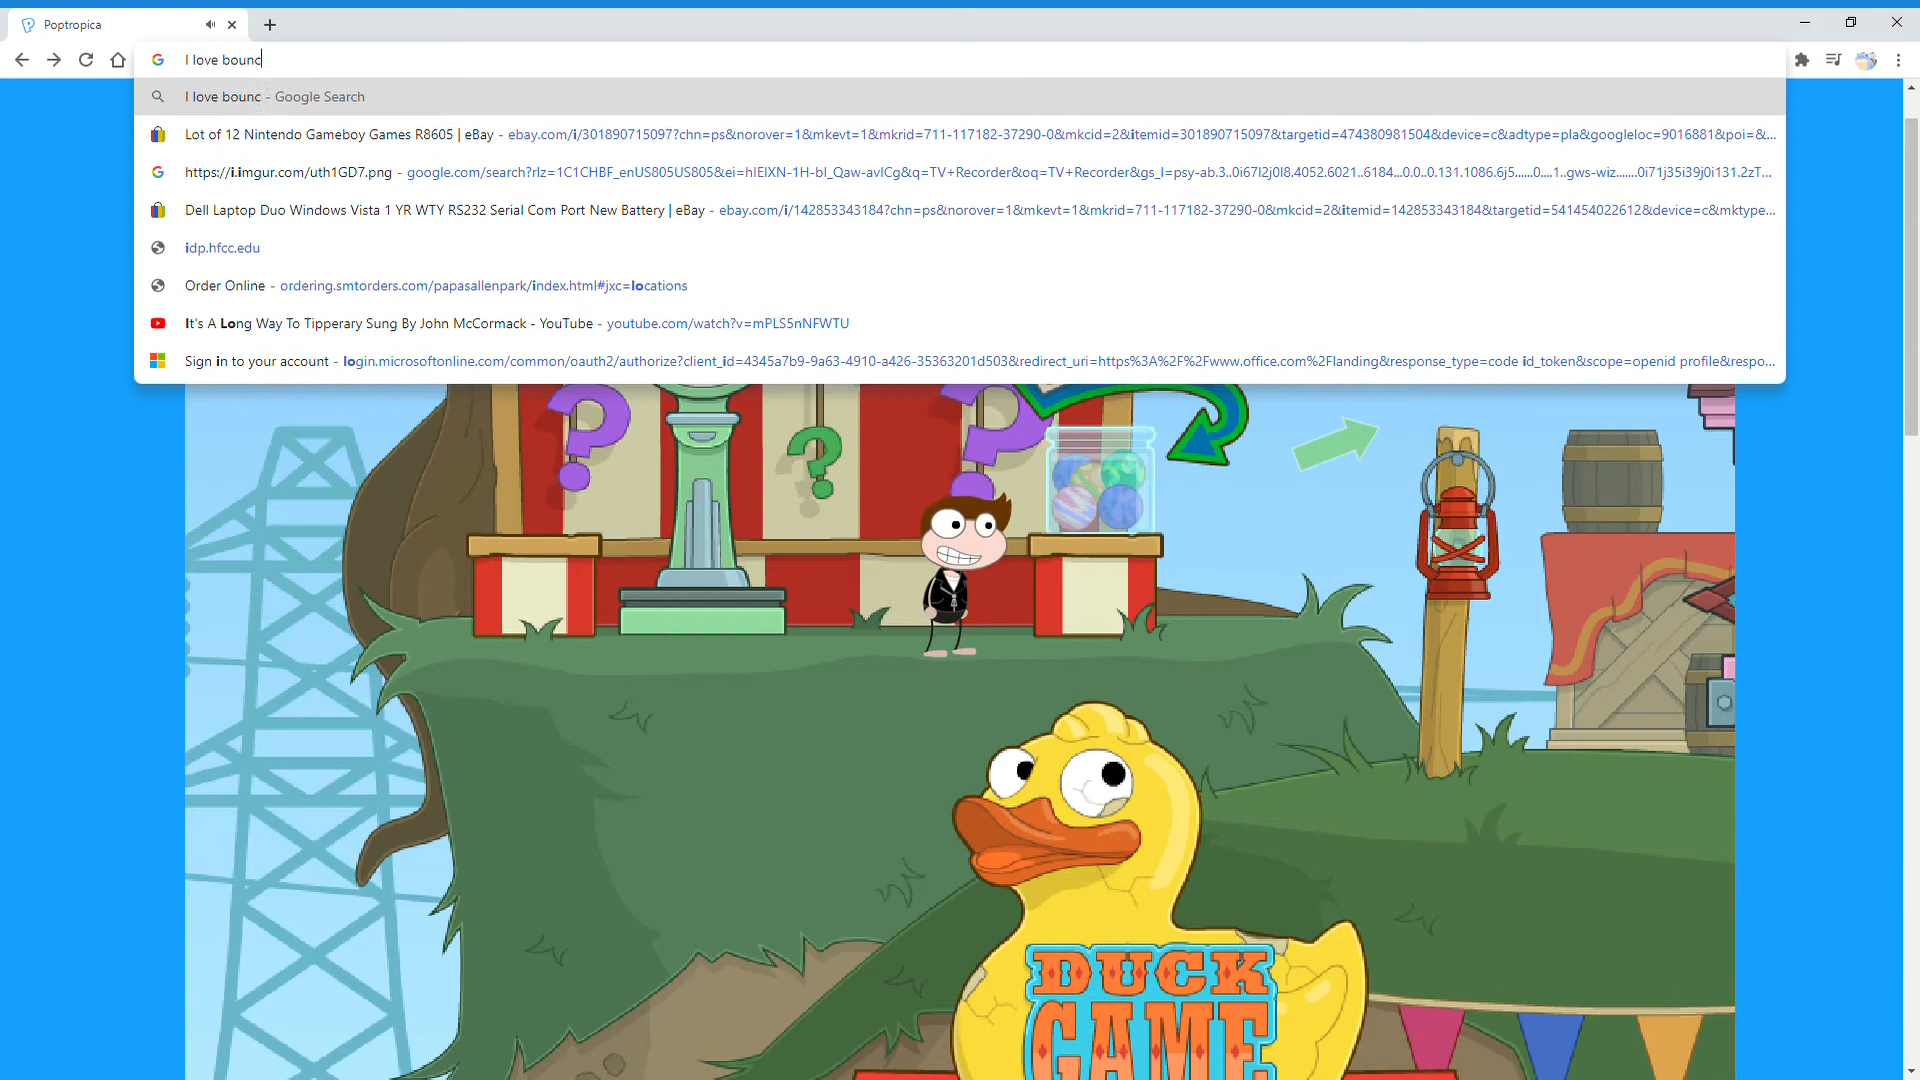 Poptropica
I love bounc
I love bounc - Google Search
Lot of 12 Nintendo Gameboy Games R8605 | eBay - ebay.com/i/301890715097?chn=ps&norover=1&mkevt=1&mkrid=711-117182-37290-0&mkcid=2&itemid=301890715097&targetid=474380981504&device=c&adtype=pla&googleloc=9016881&poi=&...
https://i.imgur.com/uth1GD7.png - google.com/search?rlz=1C1CHBF_enUS805US805&ei=hIEIXN-1H-bI_Qaw-avICg&q=TV+Recorder&oq=TV+Recorder&gs_l=psy-ab.3..0i67l2j0l8.4052.6021..6184...0.0..0.131.1086.6j5......0....1..gws-wiz.......0i71j35i39j0i131.2zT...
Dell Laptop Duo Windows Vista 1 YR WTY RS232 Serial Com Port New Battery | eBay - ebay.com/i/142853343184?chn=ps&norover=1&mkevt=1&mkrid=711-117182-37290-0&mkcid=2&itemid=142853343184&targetid=541454022612&device=c&mktype...
idp.hfcc.edu
Order Online - ordering.smtorders.com/papasallenpark/index.html#jxc=locations
It's A Long Way To Tipperary Sung By John McCormack - YouTube - youtube.com/watch?v=mPLS5nNFWTU
Sign in to your account - login.microsoftonline.com/common/oauth2/authorize?client_id=4345a7b9-9a63-4910-a426-35363201d503&redirect_uri=https%3A%2F%2Fwww.office.com%2Flanding&response_type=code id_token&scope=openid profile&respo...
? ? ?
DUCK
GAME